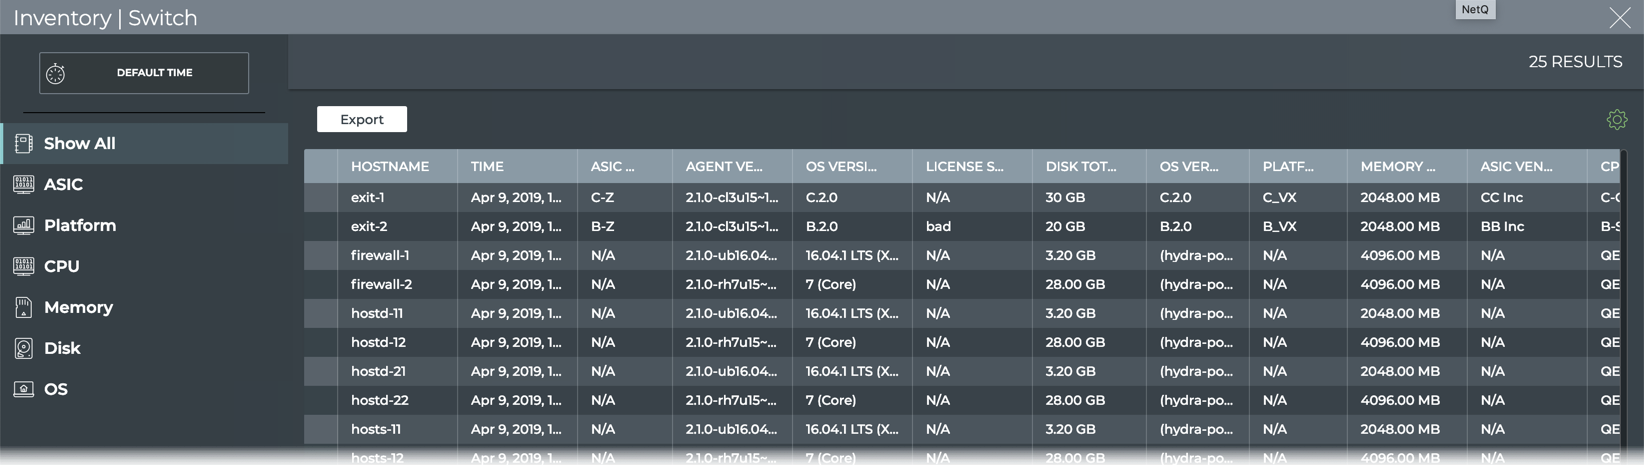 Inventory | Switch
NetQ
DEFAULT TIME
25 RESULTS
Show All
ASIC
Platform
CPU
Memory
Disk
OS
Export
HOSTNAME TIME ASIC ... AGENT VE... OS VERSI... LICENSE S... DISK TOT... OS VER... PLATF... MEMORY ... ASIC VEN... CP
exit-1 Apr 9, 2019, 1... C-Z 2.1.0-cl3u15~1... C.2.0 N/A 30 GB C.2.0 C_VX 2048.00 MB CC Inc C-
exit-2 Apr 9, 2019, 1... B-Z 2.1.0-cl3u15~1... B.2.0 bad 20 GB B.2.0 B_VX 2048.00 MB BB Inc B-S
firewall-1 Apr 9, 2019, 1... N/A 2.1.0-ub16.04... 16.04.1 LTS (X... N/A 3.20 GB (hydra-po... N/A 4096.00 MB N/A QE
firewall-2 Apr 9, 2019, 1... N/A 2.1.0-rh7u15~... 7 (Core) N/A 28.00 GB (hydra-po... N/A 4096.00 MB N/A QE
hostd-11 Apr 9, 2019, 1... N/A 2.1.0-ub16.04... 16.04.1 LTS (X... N/A 3.20 GB (hydra-po... N/A 2048.00 MB N/A QE
hostd-12 Apr 9, 2019, 1... N/A 2.1.0-rh7u15~... 7 (Core) N/A 28.00 GB (hydra-po... N/A 4096.00 MB N/A QE
hostd-21 Apr 9, 2019, 1... N/A 2.1.0-ub16.04... 16.04.1 LTS (X... N/A 3.20 GB (hydra-po... N/A 2048.00 MB N/A QE
hostd-22 Apr 9, 2019, 1... N/A 2.1.0-rh7u15~... 7 (Core) N/A 28.00 GB (hydra-po... N/A 4096.00 MB N/A QE
hosts-11 Apr 9, 2019, 1... N/A 2.1.0-ub16.04... 16.04.1 LTS (X... N/A 3.20 GB (hydra-po... N/A 2048.00 MB N/A QE
hosts-12 Apr 9, 2019, 1... N/A 2.1.0-rh7u15~... 7 (Core) N/A 28.00 GB (hydra-po... N/A 4096.00 MB N/A QE